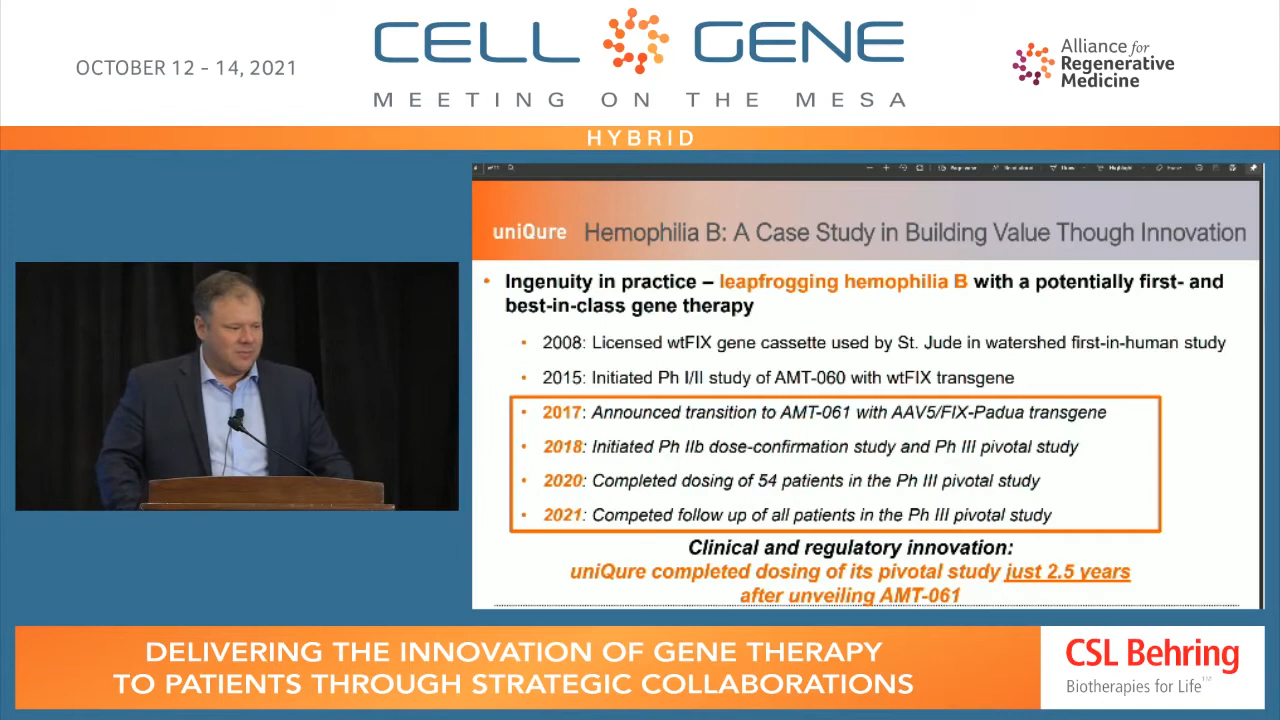 OCTOBER 12 - 14, 2021
CELL GENE
MEETING ON THE MESA
Alliance for
Regenerative
Medicine
HYBRID
uniQure Hemophilia B: A Case Study in Building Value Though Innovation
• Ingenuity in practice – leapfrogging hemophilia B with a potentially first- and
best-in-class gene therapy
• 2008: Licensed wtFIX gene cassette used by St. Jude in watershed first-in-human study
• 2015: Initiated Ph I/II study of AMT-060 with wtFIX transgene
• 2017: Announced transition to AMT-061 with AAV5/FIX-Padua transgene
• 2018: Initiated Ph IIb dose-confirmation study and Ph III pivotal study
• 2020: Completed dosing of 54 patients in the Ph III pivotal study
• 2021: Competed follow up of all patients in the Ph III pivotal study
Clinical and regulatory innovation:
uniQure completed dosing of its pivotal study just 2.5 years
after unveiling AMT-061
DELIVERING THE INNOVATION OF GENE THERAPY
TO PATIENTS THROUGH STRATEGIC COLLABORATIONS
CSL Behring
Biotherapies for Life™